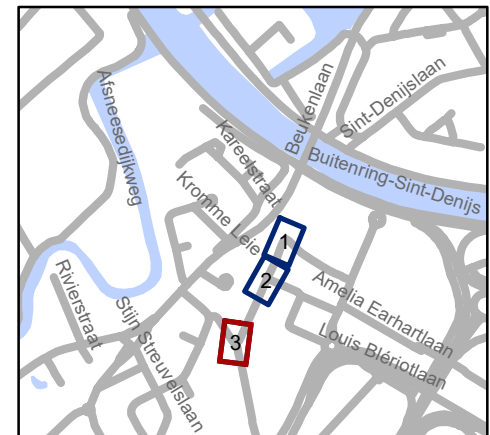 Afsneesedijkweg
Beukenlaan
Sint-Denijslaan
Kareelstraat
Buitenring-Sint-Denijs
Kromme Leie
1
2
Amelia Earhartlaan
Rivierstraat
Stijn Streuvelslaan
Louis Blériotlaan
3